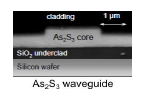 cladding 1 μm
As₂S₃ core
SiO₂ underclad
Silicon wafer
As₂S₃ waveguide